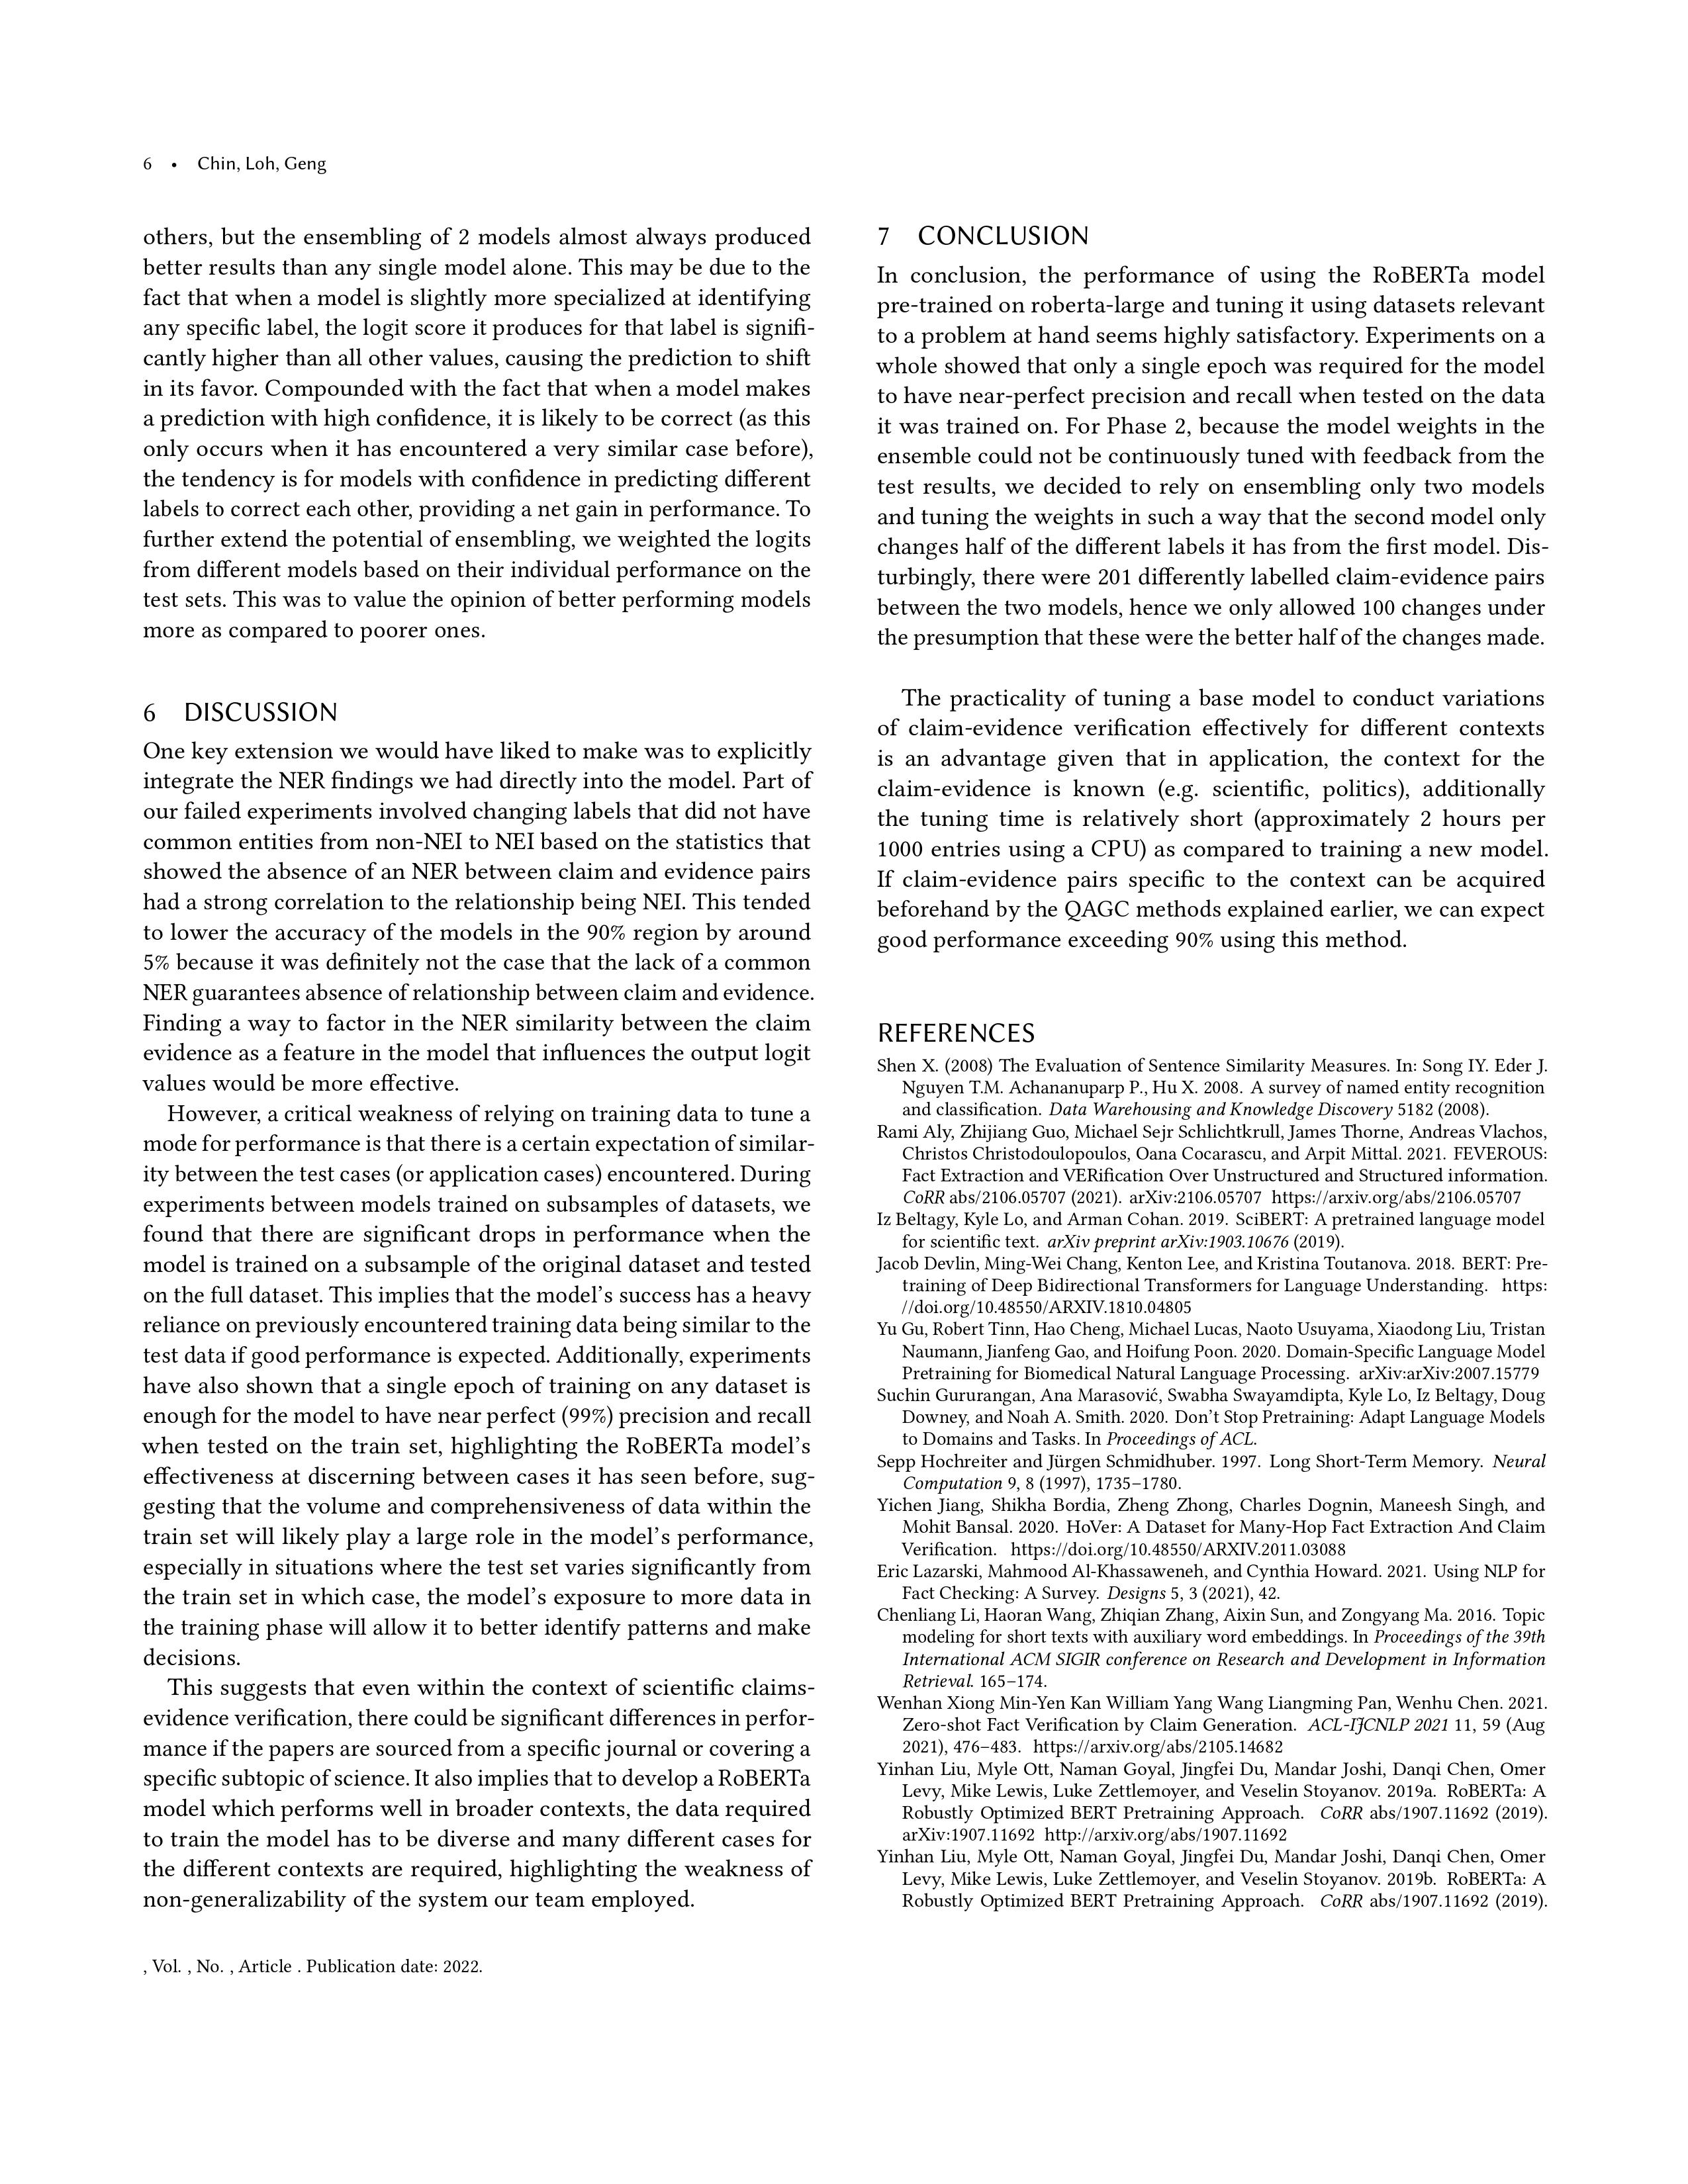 6 • Chin, Loh, Geng
others, but the ensembling of 2 models almost always produced
better results than any single model alone. This may be due to the
fact that when a model is slightly more specialized at identifying
any specific label, the logit score it produces for that label is signifi-
cantly higher than all other values, causing the prediction to shift
in its favor. Compounded with the fact that when a model makes
a prediction with high confidence, it is likely to be correct (as this
only occurs when it has encountered a very similar case before),
the tendency is for models with confidence in predicting different
labels to correct each other, providing a net gain in performance. To
further extend the potential of ensembling, we weighted the logits
from different models based on their individual performance on the
test sets. This was to value the opinion of better performing models
more as compared to poorer ones.
6 DISCUSSION
One key extension we would have liked to make was to explicitly
integrate the NER findings we had directly into the model. Part of
our failed experiments involved changing labels that did not have
common entities from non-NEI to NEI based on the statistics that
showed the absence of an NER between claim and evidence pairs
had a strong correlation to the relationship being NEI. This tended
to lower the accuracy of the models in the 90% region by around
5% because it was definitely not the case that the lack of a common
NER guarantees absence of relationship between claim and evidence.
Finding a way to factor in the NER similarity between the claim
evidence as a feature in the model that influences the output logit
values would be more effective.
However, a critical weakness of relying on training data to tune a
mode for performance is that there is a certain expectation of similar-
ity between the test cases (or application cases) encountered. During
experiments between models trained on subsamples of datasets, we
found that there are significant drops in performance when the
model is trained on a subsample of the original dataset and tested
on the full dataset. This implies that the model's success has a heavy
reliance on previously encountered training data being similar to the
test data if good performance is expected. Additionally, experiments
have also shown that a single epoch of training on any dataset is
enough for the model to have near perfect (99%) precision and recall
when tested on the train set, highlighting the RoBERTa model's
effectiveness at discerning between cases it has seen before, sug-
gesting that the volume and comprehensiveness of data within the
train set will likely play a large role in the model's performance,
especially in situations where the test set varies significantly from
the train set in which case, the model's exposure to more data in
the training phase will allow it to better identify patterns and make
decisions.
This suggests that even within the context of scientific claims-
evidence verification, there could be significant differences in perfor-
mance if the papers are sourced from a specific journal or covering a
specific subtopic of science. It also implies that to develop a RoBERTa
model which performs well in broader contexts, the data required
to train the model has to be diverse and many different cases for
the different contexts are required, highlighting the weakness of
non-generalizability of the system our team employed.
7 CONCLUSION
In conclusion, the performance of using the RoBERTa model
pre-trained on roberta-large and tuning it using datasets relevant
to a problem at hand seems highly satisfactory. Experiments on a
whole showed that only a single epoch was required for the model
to have near-perfect precision and recall when tested on the data
it was trained on. For Phase 2, because the model weights in the
ensemble could not be continuously tuned with feedback from the
test results, we decided to rely on ensembling only two models
and tuning the weights in such a way that the second model only
changes half of the different labels it has from the first model. Dis-
turbingly, there were 201 differently labelled claim-evidence pairs
between the two models, hence we only allowed 100 changes under
the presumption that these were the better half of the changes made.
The practicality of tuning a base model to conduct variations
of claim-evidence verification effectively for different contexts
is an advantage given that in application, the context for the
claim-evidence is known (e.g. scientific, politics), additionally
the tuning time is relatively short (approximately 2 hours per
1000 entries using a CPU) as compared to training a new model.
If claim-evidence pairs specific to the context can be acquired
beforehand by the QAGC methods explained earlier, we can expect
good performance exceeding 90% using this method.
REFERENCES
Shen X. (2008) The Evaluation of Sentence Similarity Measures. In: Song IY. Eder J.
Nguyen T.M. Achananuparp P., Hu X. 2008. A survey of named entity recognition
and classification. Data Warehousing and Knowledge Discovery 5182 (2008).
Rami Aly, Zhijiang Guo, Michael Sejr Schlichtkrull, James Thorne, Andreas Vlachos,
Christos Christodoulopoulos, Oana Cocarascu, and Arpit Mittal. 2021. FEVEROUS:
Fact Extraction and VERification Over Unstructured and Structured information.
CoRR abs/2106.05707 (2021). arXiv:2106.05707 https://arxiv.org/abs/2106.05707
Iz Beltagy, Kyle Lo, and Arman Cohan. 2019. SciBERT: A pretrained language model
for scientific text. arXiv preprint arXiv:1903.10676 (2019).
Jacob Devlin, Ming-Wei Chang, Kenton Lee, and Kristina Toutanova. 2018. BERT: Pre-
training of Deep Bidirectional Transformers for Language Understanding. https:
//doi.org/10.48550/ARXIV.1810.04805
Yu Gu, Robert Tinn, Hao Cheng, Michael Lucas, Naoto Usuyama, Xiaodong Liu, Tristan
Naumann, Jianfeng Gao, and Hoifung Poon. 2020. Domain-Specific Language Model
Pretraining for Biomedical Natural Language Processing. arXiv:arXiv:2007.15779
Suchin Gururangan, Ana Marasović, Swabha Swayamdipta, Kyle Lo, Iz Beltagy, Doug
Downey, and Noah A. Smith. 2020. Don't Stop Pretraining: Adapt Language Models
to Domains and Tasks. In Proceedings of ACL.
Sepp Hochreiter and Jürgen Schmidhuber. 1997. Long Short-Term Memory. Neural
Computation 9, 8 (1997), 1735–1780.
Yichen Jiang, Shikha Bordia, Zheng Zhong, Charles Dognin, Maneesh Singh, and
Mohit Bansal. 2020. HoVer: A Dataset for Many-Hop Fact Extraction And Claim
Verification. https://doi.org/10.48550/ARXIV.2011.03088
Eric Lazarski, Mahmood Al-Khassaweneh, and Cynthia Howard. 2021. Using NLP for
Fact Checking: A Survey. Designs 5, 3 (2021), 42.
Chenliang Li, Haoran Wang, Zhiqian Zhang, Aixin Sun, and Zongyang Ma. 2016. Topic
modeling for short texts with auxiliary word embeddings. In Proceedings of the 39th
International ACM SIGIR conference on Research and Development in Information
Retrieval. 165–174.
Wenhan Xiong Min-Yen Kan William Yang Wang Liangming Pan, Wenhu Chen. 2021.
Zero-shot Fact Verification by Claim Generation. ACL-IJCNLP 2021 11, 59 (Aug
2021), 476–483. https://arxiv.org/abs/2105.14682
Yinhan Liu, Myle Ott, Naman Goyal, Jingfei Du, Mandar Joshi, Danqi Chen, Omer
Levy, Mike Lewis, Luke Zettlemoyer, and Veselin Stoyanov. 2019a. RoBERTa: A
Robustly Optimized BERT Pretraining Approach. CoRR abs/1907.11692 (2019).
arXiv:1907.11692 http://arxiv.org/abs/1907.11692
Yinhan Liu, Myle Ott, Naman Goyal, Jingfei Du, Mandar Joshi, Danqi Chen, Omer
Levy, Mike Lewis, Luke Zettlemoyer, and Veselin Stoyanov. 2019b. RoBERTa: A
Robustly Optimized BERT Pretraining Approach. CoRR abs/1907.11692 (2019).
, Vol. , No. , Article . Publication date: 2022.